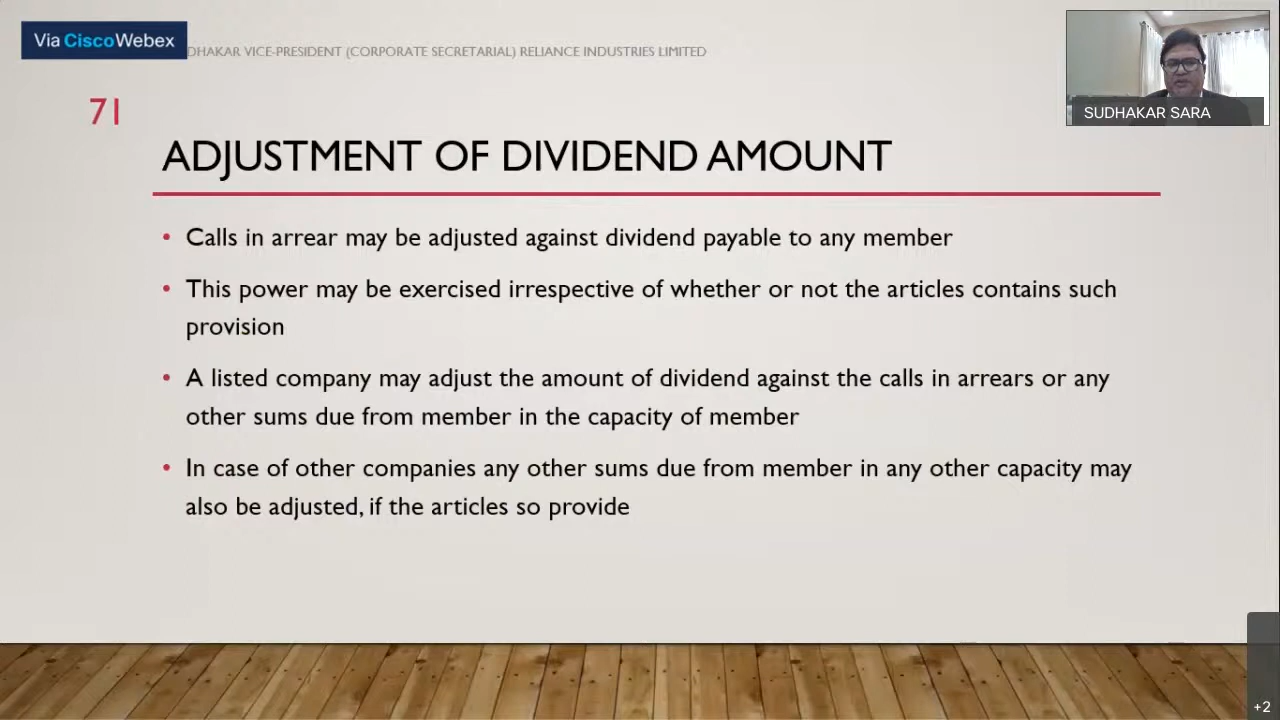 Via CiscoWebex
DHAKAR VICE-PRESIDENT (CORPORATE SECRETARIAL) RELIANCE INDUSTRIES LIMITED
SUDHAKAR SARA
71
ADJUSTMENT OF DIVIDEND AMOUNT
• Calls in arrear may be adjusted against dividend payable to any member
• This power may be exercised irrespective of whether or not the articles contains such
provision
• A listed company may adjust the amount of dividend against the calls in arrears or any
other sums due from member in the capacity of member
• In case of other companies any other sums due from member in any other capacity may
also be adjusted, if the articles so provide
+2